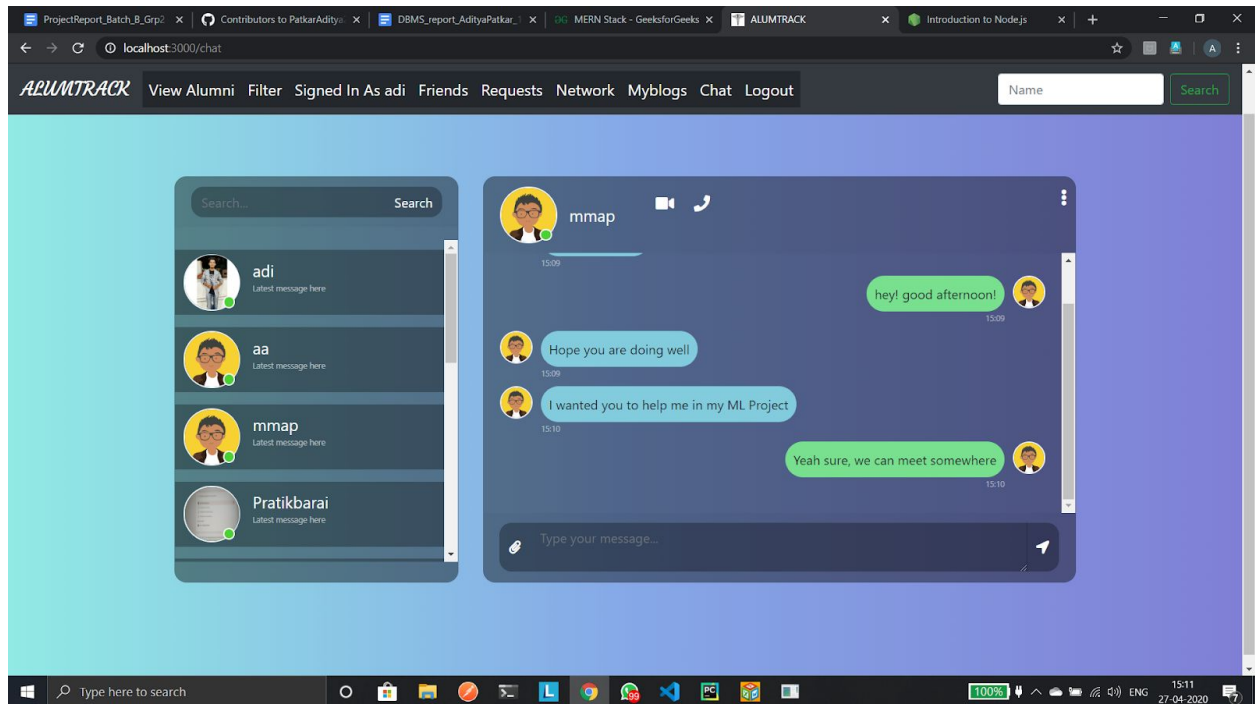 ProjectReport_Batch_B_Grp2 Contributors to PatkarAditya DBMS_report_AdityaPatkar_1 MERN Stack - GeeksforGeeks ALUMTRACK Introduction to Node.js
localhost:3000/chat A
ALUMTRACK View Alumni Filter Signed In As adi Friends Requests Network Myblogs Chat Logout Name Search
Search... Search
adi
Latest message here
aa
Latest message here
mmap
Latest message here
Pratikbarai
Latest message here
mmap
15:09
hey! good afternoon!
15:09
Hope you are doing well
15:09
I wanted you to help me in my ML Project
15:10
Yeah sure, we can meet somewhere
15:10
Type your message...
Type here to search L 99 PC 100% ENG 15:11
27-04-2020 7